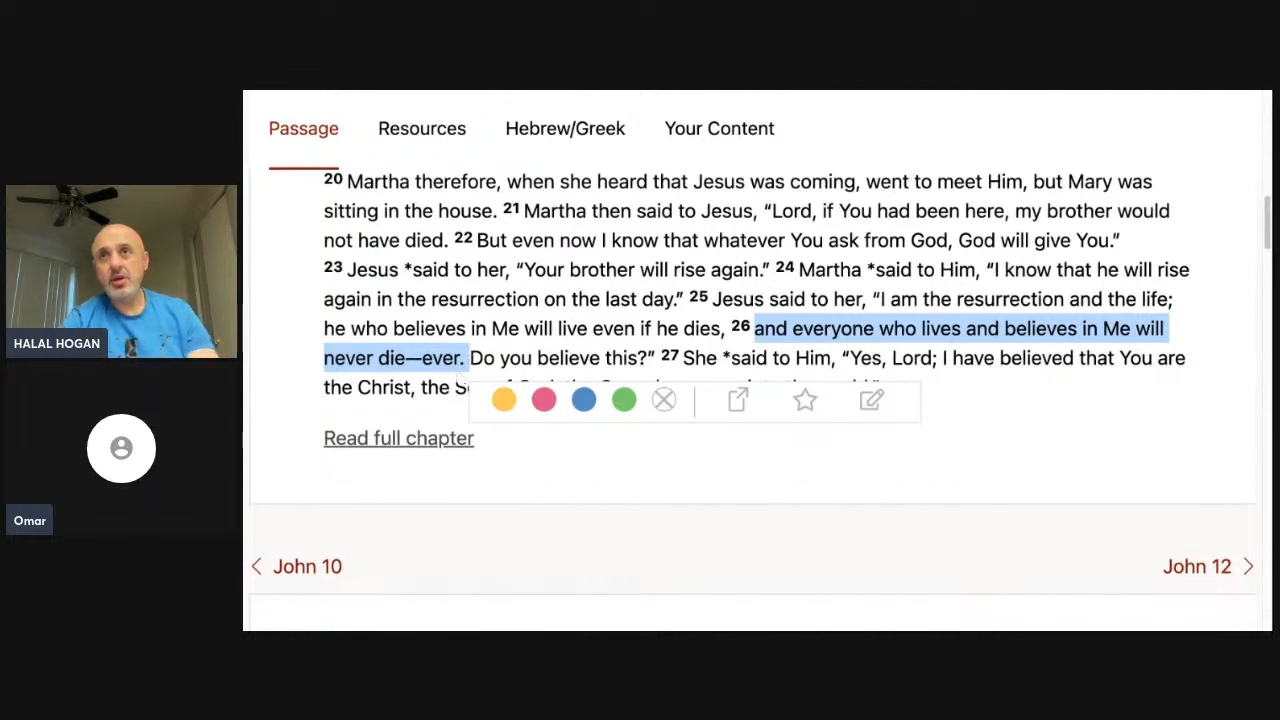 Passage Resources Hebrew/Greek Your Content
20 Martha therefore, when she heard that Jesus was coming, went to meet Him, but Mary was
sitting in the house. 21 Martha then said to Jesus, “Lord, if You had been here, my brother would
not have died. 22 But even now I know that whatever You ask from God, God will give You.”
23 Jesus *said to her, “Your brother will rise again.” 24 Martha *said to Him, “I know that he will rise
again in the resurrection on the last day.” 25 Jesus said to her, “I am the resurrection and the life;
he who believes in Me will live even if he dies, 26 and everyone who lives and believes in Me will
never die—ever. Do you believe this?” 27 She *said to Him, “Yes, Lord; I have believed that You are
the Christ, the
Read full chapter
John 10
John 12
HALAL HOGAN
Omar